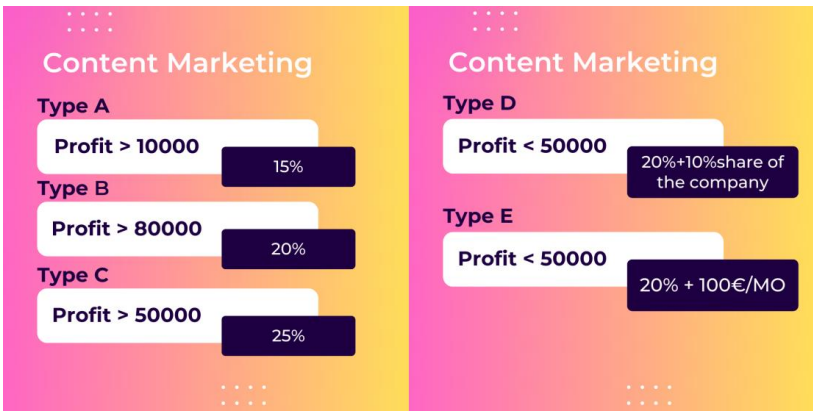 Content Marketing
Type A
Profit > 10000
15%
Type B
Profit > 80000
20%
Type C
Profit > 50000
25%
Content Marketing
Type D
Profit < 50000
20%+10%share of
the company
Type E
Profit < 50000
20% + 100€/MO